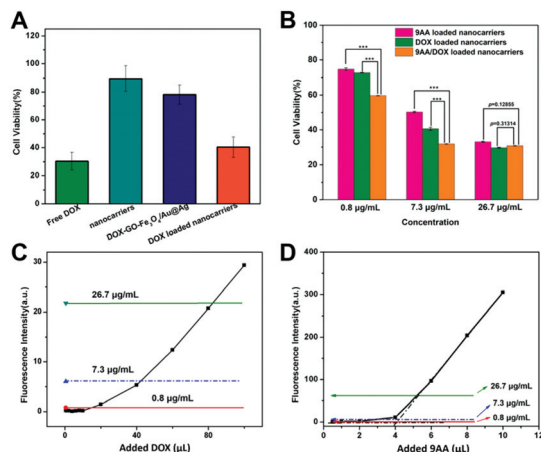 A
Cell Viability(%)
120
100
80
60
40
20
0
Free DOX
nanocarriers
DOX-GO-Fe3O4/Au@Ag
DOX loaded nanocarriers
B
Cell Viability(%)
100
80
60
40
20
0
9AA loaded nanocarriers
DOX loaded nanocarriers
9AA/DOX loaded nanocarriers
***
***
***
***
p=0.12855
p=0.31314
0.8 μg/mL
7.3 μg/mL
26.7 μg/mL
Concentration
C
Fluorescence Intensity(a.u.)
30
20
10
0
26.7 μg/mL
7.3 μg/mL
0.8 μg/mL
0
40
80
Added DOX (μL)
D
Fluorescence Intensity(a.u.)
400
300
200
100
0
26.7 μg/mL
7.3 μg/mL
0.8 μg/mL
0
2
4
6
8
10
12
Added 9AA (μL)